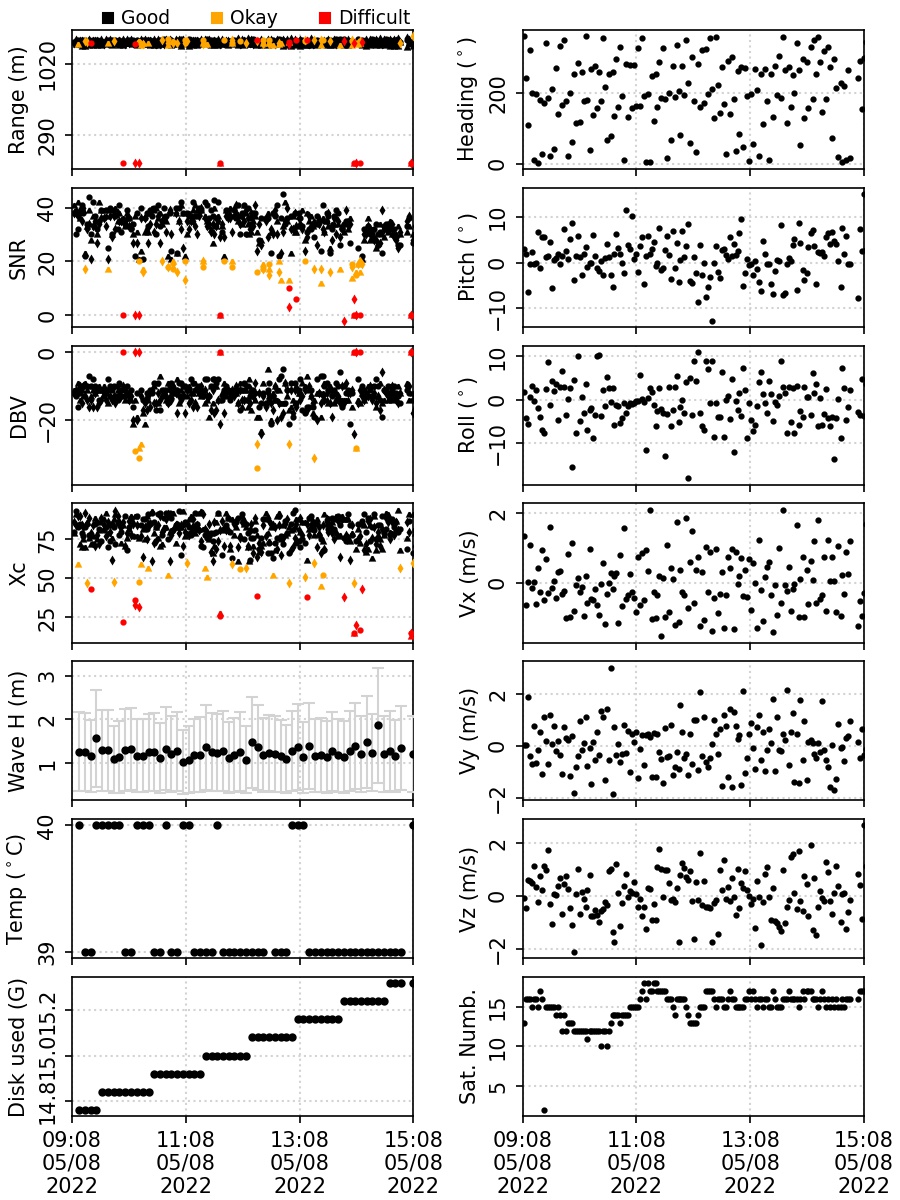 Good Okay Difficult
Range (m)
1020
290
Heading (°)
200
0
SNR
40
20
0
Pitch (°)
10
0
−10
DBV
0
−20
Roll (°)
10
0
−10
Xc
75
50
25
Vx (m/s)
2
0
Wave H (m)
3
2
1
Vy (m/s)
2
0
−2
Temp (°C)
40
39
Vz (m/s)
2
0
−2
Disk used (G)
15.2
15.0
14.8
Sat. Numb.
15
10
5
09:08 11:08 13:08 15:08
05/08 05/08 05/08 05/08
2022 2022 2022 2022
09:08 11:08 13:08 15:08
05/08 05/08 05/08 05/08
2022 2022 2022 2022